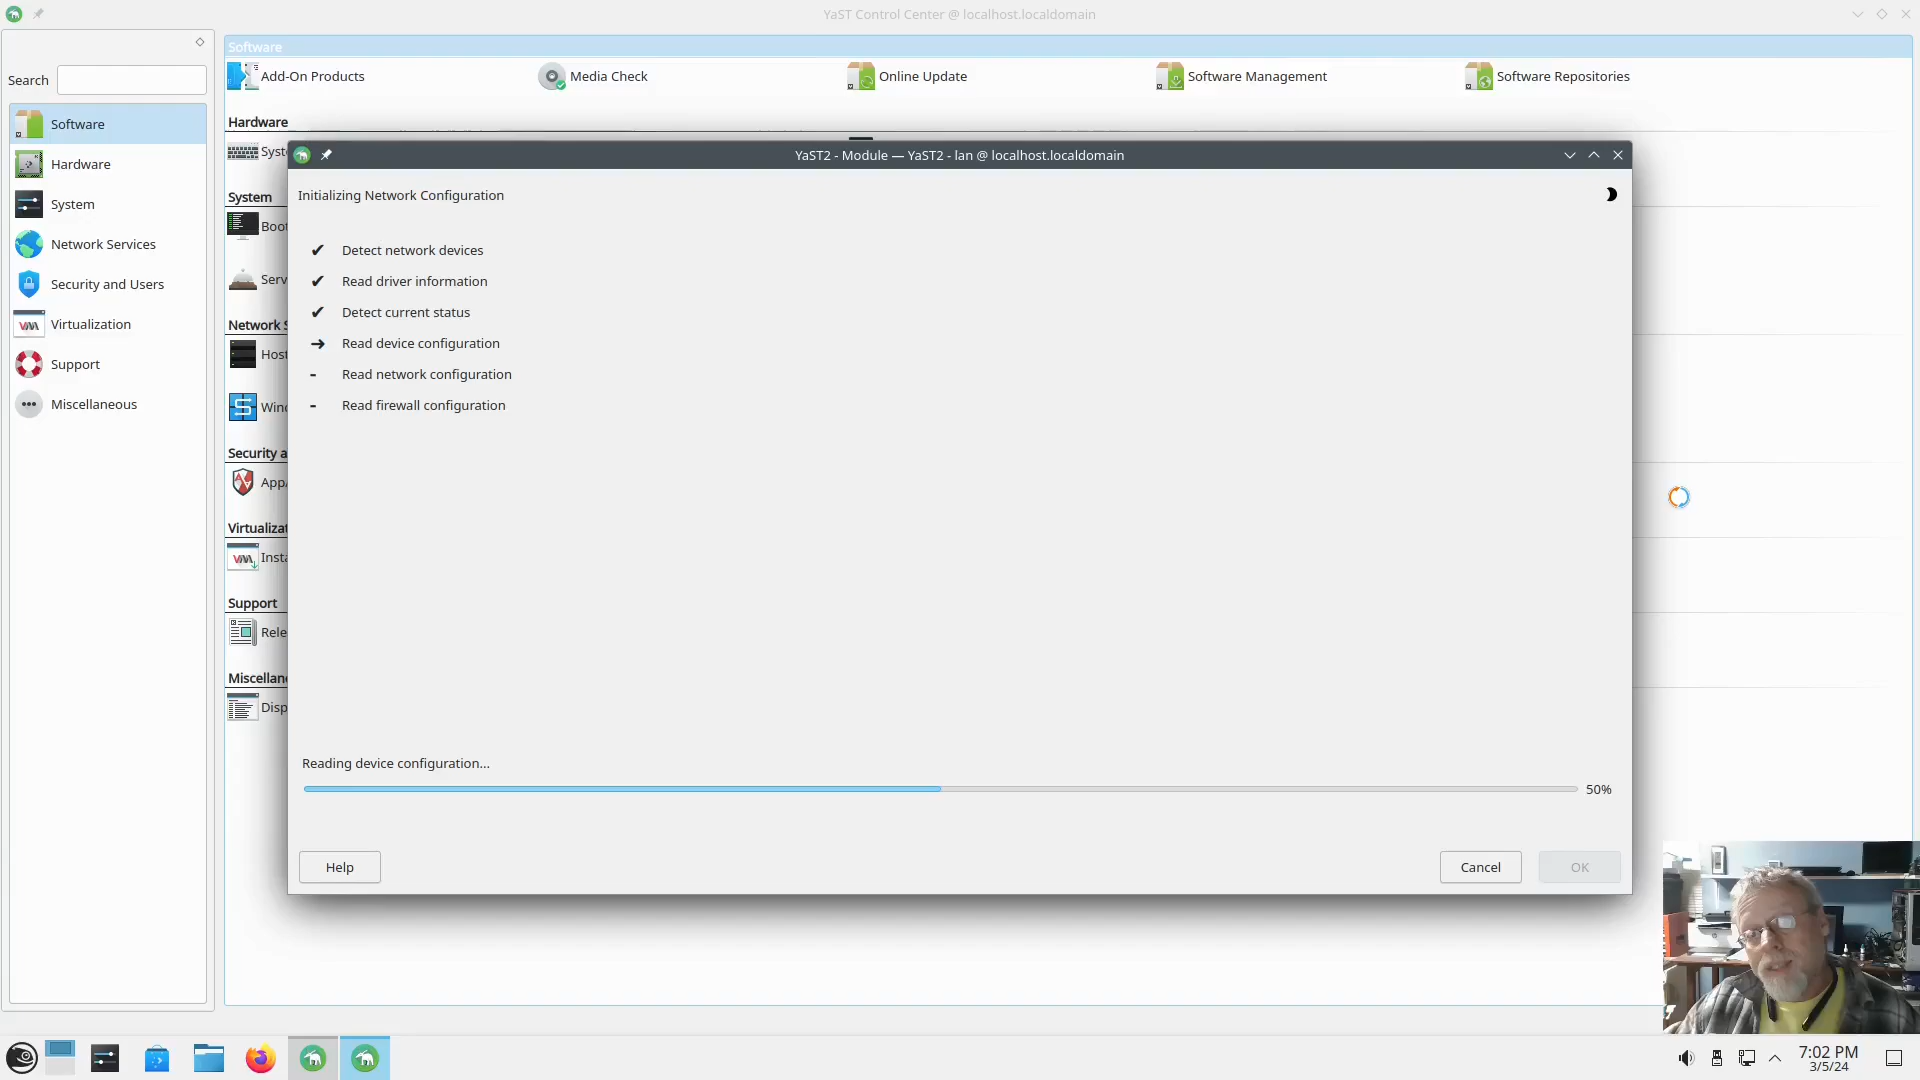 YaST Control Center @ localhost.localdomain
Search
Software
Hardware
System
Network Services
Security and Users
Virtualization
Support
Miscellaneous
Software
Add-On Products
Media Check
Online Update
Software Management
Software Repositories
Hardware
Syst
System
Boot
Serv
Network S
Host
Wind
Security a
App
Virtualizat
Insta
Support
Rele
Miscellane
Disp
YaST2 - Module — YaST2 - lan @ localhost.localdomain
Initializing Network Configuration
✔ Detect network devices
✔ Read driver information
✔ Detect current status
➜ Read device configuration
- Read network configuration
- Read firewall configuration
Reading device configuration...
50%
Help
Cancel
OK
7:02 PM
3/5/24